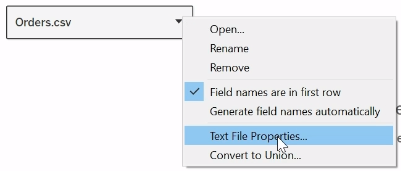 Orders.csv
Open...
Rename
Remove
Field names are in first row
Generate field names automatically
Text File Properties...
Convert to Union...